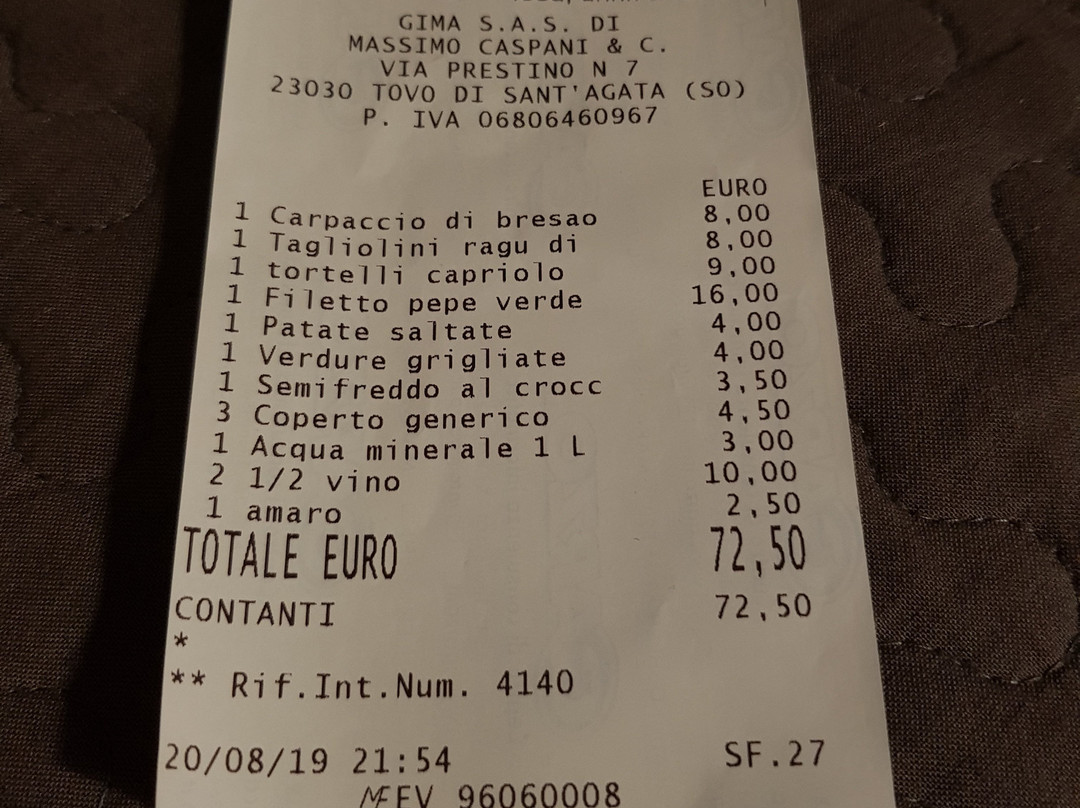 GIMA S.A.S. DI
MASSIMO CASPANI & C.
VIA PRESTINO N 7
23030 TOVO DI SANT'AGATA (SO)
P. IVA 06806460967
EURO
1 Carpaccio di bresao 8,00
1 Tagliolini ragu di 8,00
1 tortelli capriolo 9,00
1 Filetto pepe verde 16,00
1 Patate saltate 4,00
1 Verdure grigliate 4,00
1 Semifreddo al crocc 3,50
3 Coperto generico 4,50
1 Acqua minerale 1 L 3,00
2 1/2 vino 10,00
1 amaro 2,50
TOTALE EURO 72,50
CONTANTI 72,50
*
** Rif.Int.Num. 4140
20/08/19 21:54 SF.27
EV 96060008